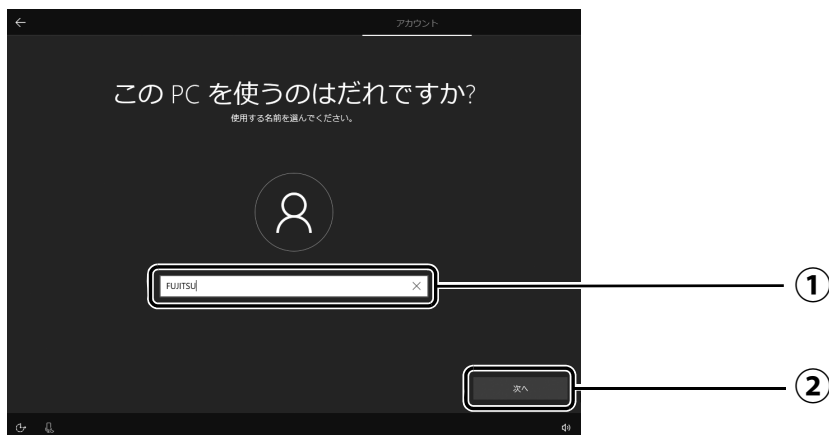 アカウント
この PC を使うのはだれですか?
使用する名前を選んでください。
FUJITSU
①
次へ
②